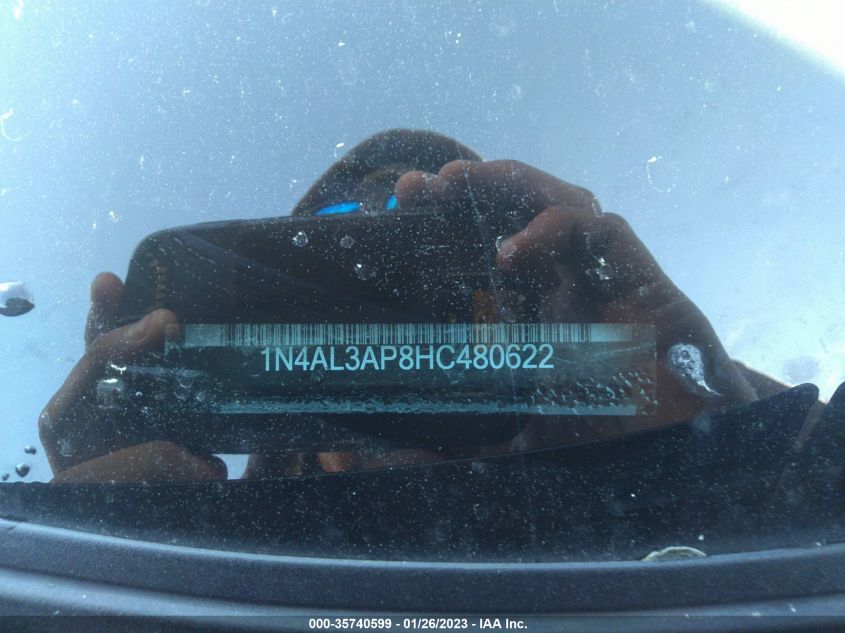 1N4AL3AP8HC480622
000-35740599 — 01/26/2023 - IAA Inc.